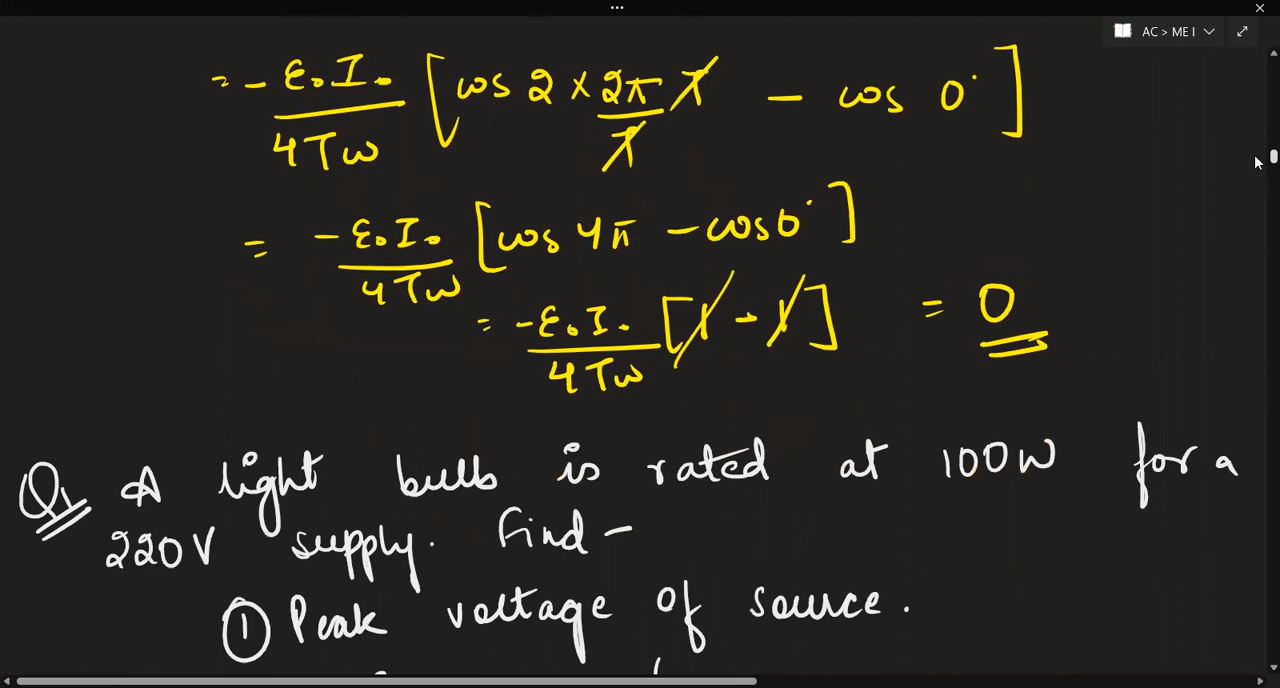 ...
AC > ME I
= - ε₀I₀ / 4Tω [cos 2 × 2π/T T - cos 0°]
= - ε₀I₀ / 4Tω [cos 4π - cos 0°]
= - ε₀I₀ / 4Tω [1 - 1] = 0
Q1 A light bulb is rated at 100W for a
220V supply. Find -
① Peak voltage of source.